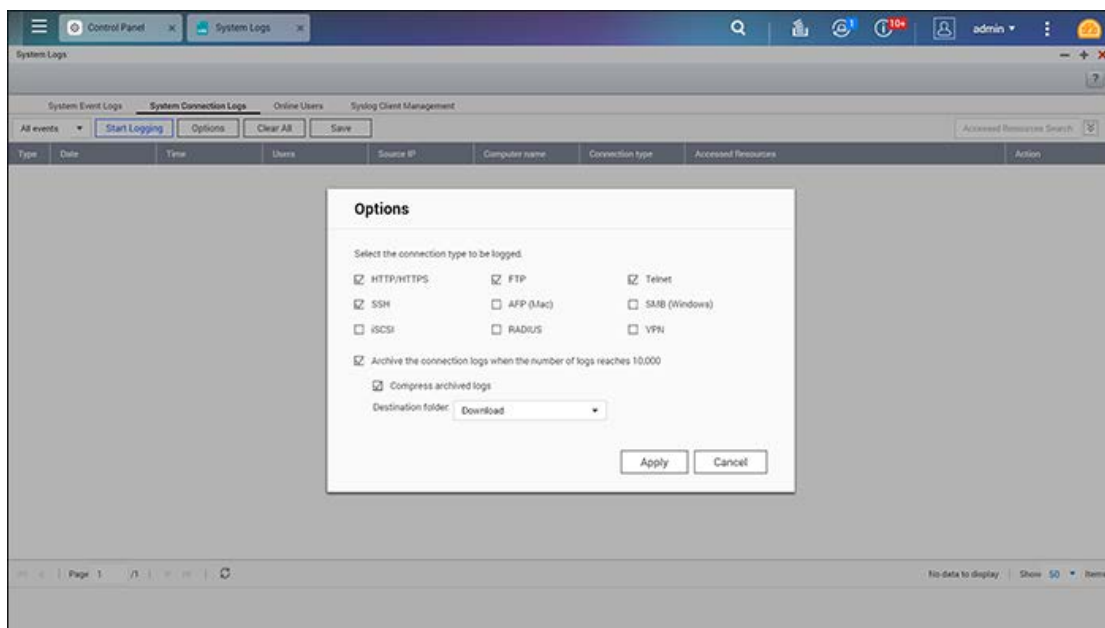 Control Panel × System Logs × 1 10+ admin
System Logs
?
System Event Logs System Connection Logs Online Users Syslog Client Management
All events Start Logging Options Clear All Save Accessed Resources Search
Type Date Time Users Source IP Computer name Connection type Accessed Resources Action
Options
Select the connection type to be logged.
HTTP/HTTPS FTP Telnet
SSH AFP (Mac) SMB (Windows)
iSCSI RADIUS VPN
Archive the connection logs when the number of logs reaches 10,000
Compress archived logs
Destination folder: Download
Apply Cancel
Page 1 /1 No data to display Show 50 Items